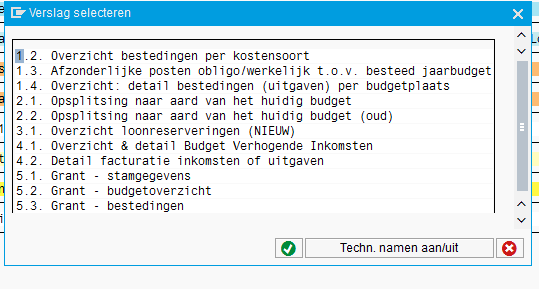 Verslag selecteren
1.2. Overzicht bestedingen per kostensoort
1.3. Afzonderlijke posten obligo/werkelijk t.o.v. besteed jaarbudget
1.4. Overzicht: detail bestedingen (uitgaven) per budgetplaats
2.1. Opsplitsing naar aard van het huidig budget
2.2. Opsplitsing naar aard van het huidig budget (oud)
3.1. Overzicht loonreserveringen (NIEUW)
4.1. Overzicht & detail Budget Verhogende Inkomsten
4.2. Detail facturatie inkomsten of uitgaven
5.1. Grant - stamgegevens
5.2. Grant - budgetoverzicht
5.3. Grant - bestedingen
Techn. namen aan/uit